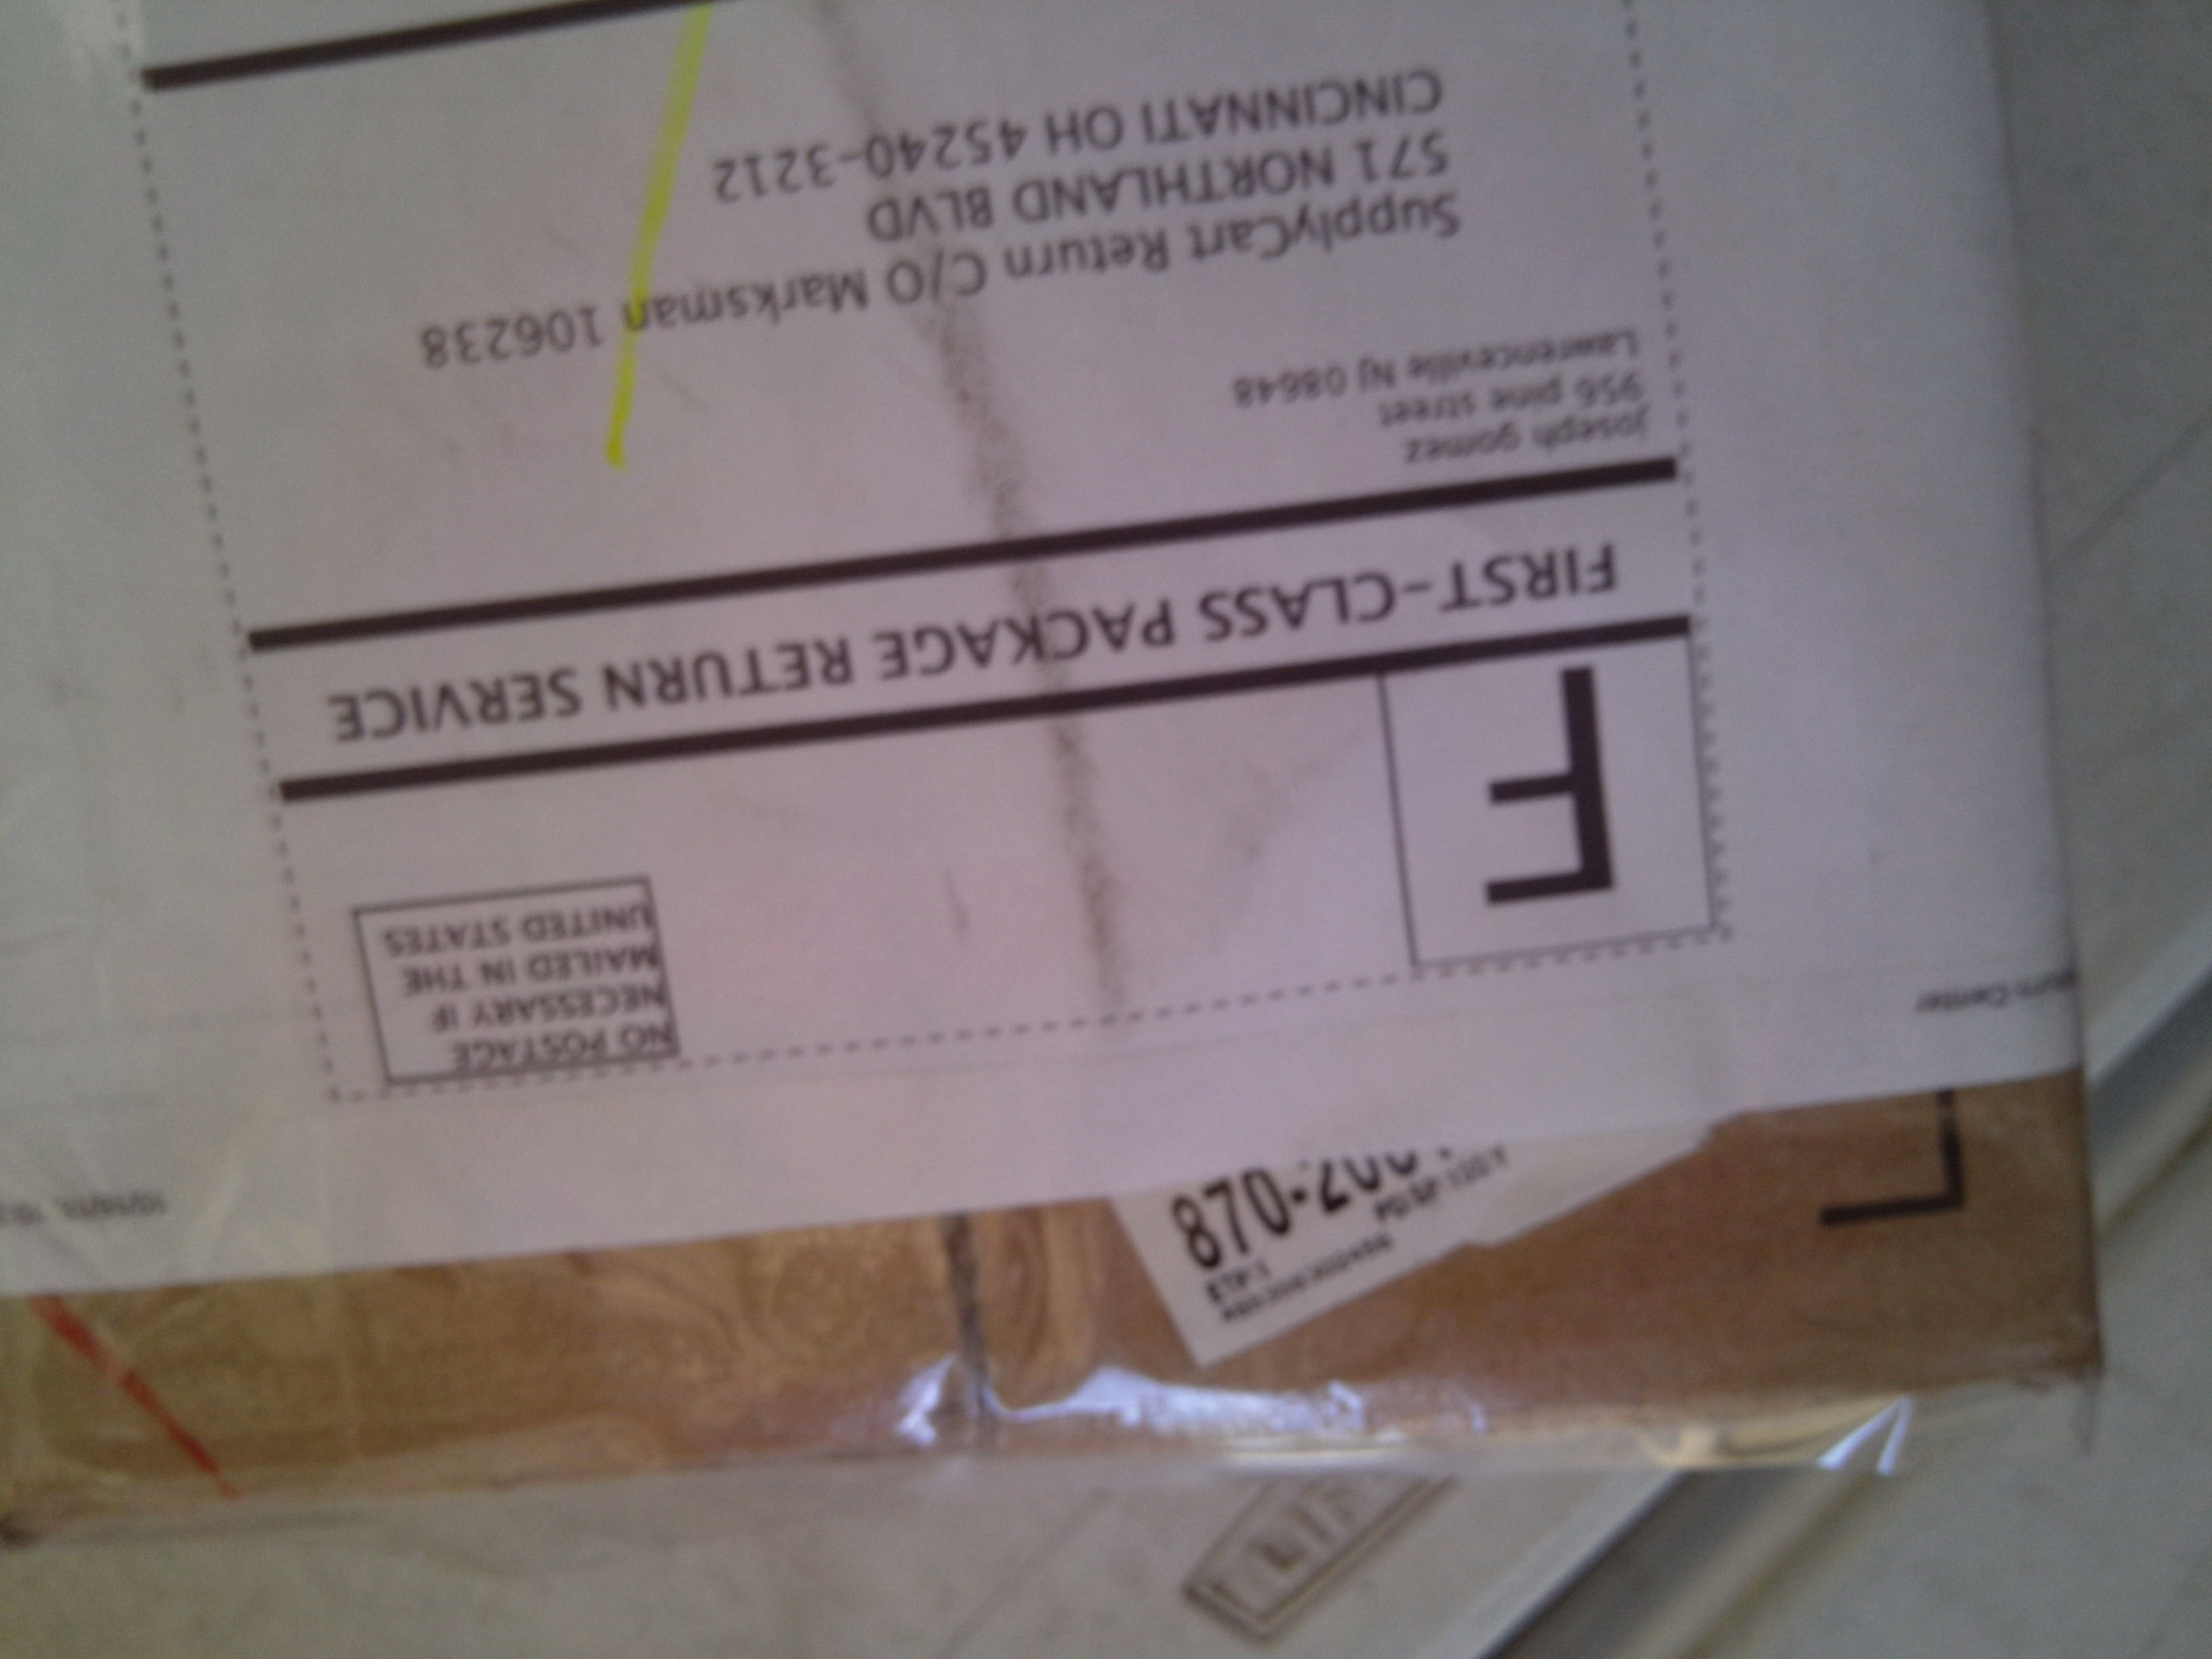 NO POSTAGE
NECESSARY IF
MAILED IN THE
UNITED STATES
F
FIRST-CLASS PACKAGE RETURN SERVICE
joseph gomez
956 pine street
Lawrenceville NJ 08648
SupplyCart Return C/O Marksman 106238
571 NORTHLAND BLVD
CINCINNATI OH 45240-3212
Center